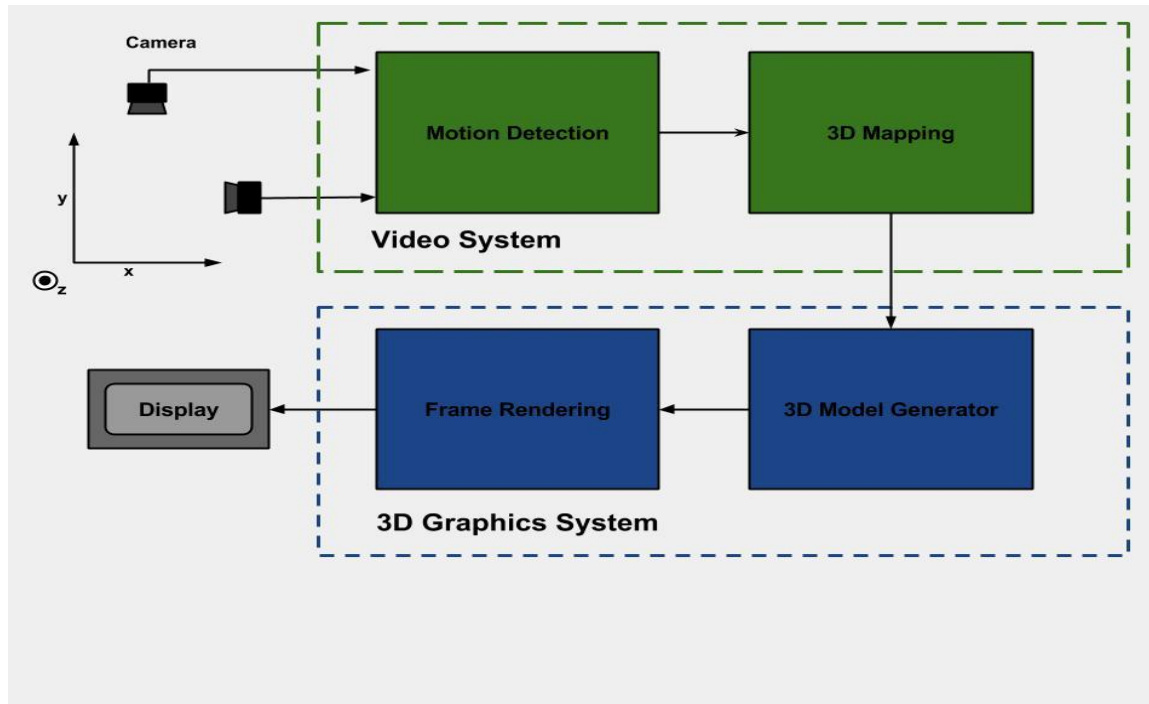 Camera
Motion Detection
3D Mapping
y
Video System
x
z
Display
Frame Rendering
3D Model Generator
3D Graphics System